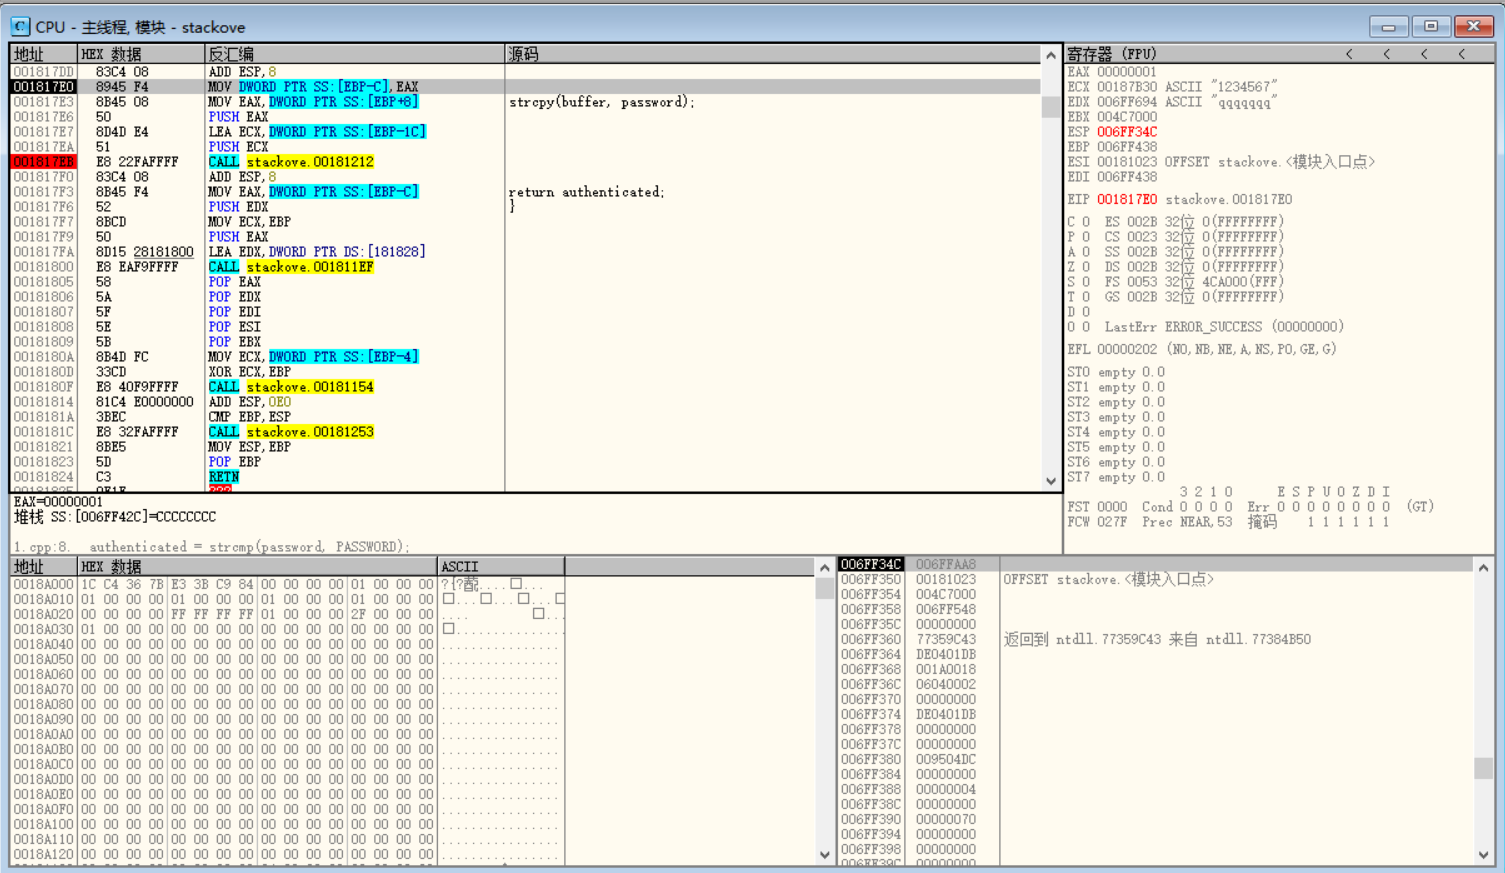 CPU - 主线程, 模块 - stackove
地址 HEX 数据 反汇编 源码
001817DD 83C4 08 ADD ESP,8
001817E0 8945 F4 MOV DWORD PTR SS:[EBP-C],EAX
001817E3 8B45 08 MOV EAX,DWORD PTR SS:[EBP+8] strcpy(buffer, password);
001817E6 50 PUSH EAX
001817E7 8D4D E4 LEA ECX,DWORD PTR SS:[EBP-1C]
001817EA 51 PUSH ECX
001817EB E8 22FAFFFF CALL stackove.00181212
001817F0 83C4 08 ADD ESP,8
001817F3 8B45 F4 MOV EAX,DWORD PTR SS:[EBP-C] return authenticated;
001817F6 52 PUSH EDX }
001817F7 8BCD MOV ECX,EBP
001817F9 50 PUSH EAX
001817FA 8D15 28181800 LEA EDX,DWORD PTR DS:[181828]
00181800 E8 EAF9FFFF CALL stackove.001811EF
00181805 58 POP EAX
00181806 5A POP EDX
00181807 5F POP EDI
00181808 5E POP ESI
00181809 5B POP EBX
0018180A 8B4D FC MOV ECX,DWORD PTR SS:[EBP-4]
0018180D 33CD XOR ECX,EBP
0018180F E8 40F9FFFF CALL stackove.00181154
00181814 81C4 E0000000 ADD ESP,0E0
0018181A 3BEC CMP EBP,ESP
0018181C E8 32FAFFFF CALL stackove.00181253
00181821 8BE5 MOV ESP,EBP
00181823 5D POP EBP
00181824 C3 RETN
00181825 0F1F ???
EAX=00000001
堆栈 SS:[006FF42C]=CCCCCCCC
1.cpp:8. authenticated = strcmp(password, PASSWORD);
寄存器 (FPU) < < < <
EAX 00000001
ECX 00187B30 ASCII "1234567"
EDX 006FF694 ASCII "qqqqqqq"
EBX 004C7000
ESP 006FF34C
EBP 006FF438
ESI 00181023 OFFSET stackove.<模块入口点>
EDI 006FF438
EIP 001817E0 stackove.001817E0
C 0 ES 002B 32位 0(FFFFFFFF)
P 0 CS 0023 32位 0(FFFFFFFF)
A 0 SS 002B 32位 0(FFFFFFFF)
Z 0 DS 002B 32位 0(FFFFFFFF)
S 0 FS 0053 32位 4CA000(FFF)
T 0 GS 002B 32位 0(FFFFFFFF)
D 0
O 0 LastErr ERROR_SUCCESS (00000000)
EFL 00000202 (NO,NB,NE,A,NS,PO,GE,G)
ST0 empty 0.0
ST1 empty 0.0
ST2 empty 0.0
ST3 empty 0.0
ST4 empty 0.0
ST5 empty 0.0
ST6 empty 0.0
ST7 empty 0.0
3 2 1 0 E S P U O Z D I
FST 0000 Cond 0 0 0 0 Err 0 0 0 0 0 0 0 0 (GT)
FCW 027F Prec NEAR,53 掩码 1 1 1 1 1 1
地址 HEX 数据 ASCII
0018A000 1C C4 36 7B E3 3B C9 84 00 00 00 00 01 00 00 00
0018A010 01 00 00 00 01 00 00 00 01 00 00 00 01 00 00 00
0018A020 00 00 00 00 FF FF FF FF 01 00 00 00 2F 00 00 00
0018A030 01 00 00 00 00 00 00 00 00 00 00 00 00 00 00 00
0018A040 00 00 00 00 00 00 00 00 00 00 00 00 00 00 00 00
0018A050 00 00 00 00 00 00 00 00 00 00 00 00 00 00 00 00
0018A060 00 00 00 00 00 00 00 00 00 00 00 00 00 00 00 00
0018A070 00 00 00 00 00 00 00 00 00 00 00 00 00 00 00 00
0018A080 00 00 00 00 00 00 00 00 00 00 00 00 00 00 00 00
0018A090 00 00 00 00 00 00 00 00 00 00 00 00 00 00 00 00
0018A0A0 00 00 00 00 00 00 00 00 00 00 00 00 00 00 00 00
0018A0B0 00 00 00 00 00 00 00 00 00 00 00 00 00 00 00 00
0018A0C0 00 00 00 00 00 00 00 00 00 00 00 00 00 00 00 00
0018A0D0 00 00 00 00 00 00 00 00 00 00 00 00 00 00 00 00
0018A0E0 00 00 00 00 00 00 00 00 00 00 00 00 00 00 00 00
0018A0F0 00 00 00 00 00 00 00 00 00 00 00 00 00 00 00 00
0018A100 00 00 00 00 00 00 00 00 00 00 00 00 00 00 00 00
0018A110 00 00 00 00 00 00 00 00 00 00 00 00 00 00 00 00
0018A120 00 00 00 00 00 00 00 00 00 00 00 00 00 00 00 00
006FF34C 006FFAA8
006FF350 00181023 OFFSET stackove.<模块入口点>
006FF354 004C7000
006FF358 006FF548
006FF35C 00000000
006FF360 77359C43 返回到 ntdll.77359C43 来自 ntdll.77384B50
006FF364 DE0401DB
006FF368 001A0018
006FF36C 06040002
006FF370 00000000
006FF374 DE0401DB
006FF378 00000000
006FF37C 00000000
006FF380 009504DC
006FF384 00000000
006FF388 00000004
006FF38C 00000000
006FF390 00000070
006FF394 00000000
006FF398 00000000
006FF39C 00000000